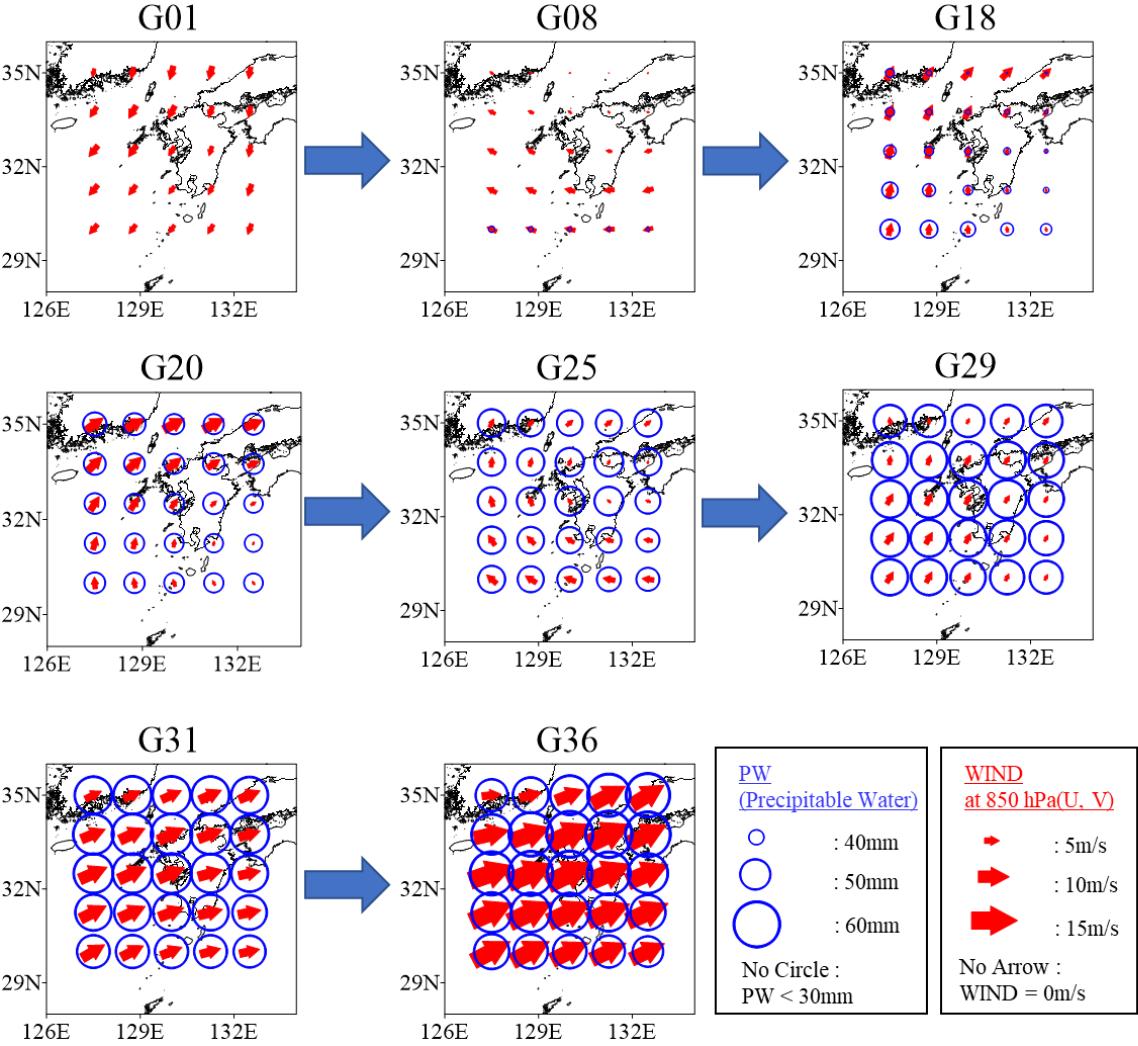 G01
G08
G18
35N
32N
29N
126E 129E 132E
35N
32N
29N
126E 129E 132E
35N
32N
29N
126E 129E 132E
G20
G25
G29
35N
32N
29N
126E 129E 132E
35N
32N
29N
126E 129E 132E
35N
32N
29N
126E 129E 132E
G31
G36
35N
32N
29N
126E 129E 132E
35N
32N
29N
126E 129E 132E
PW
(Precipitable Water)
: 40mm
: 50mm
: 60mm
No Circle :
PW < 30mm
WIND
at 850 hPa(U, V)
: 5m/s
: 10m/s
: 15m/s
No Arrow :
WIND = 0m/s